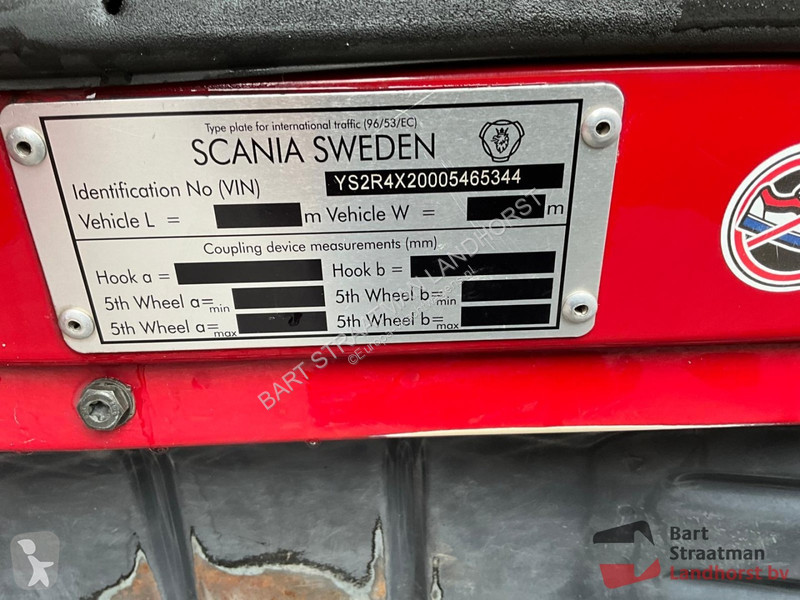 Type plate for international traffic (96/53/EC)
SCANIA SWEDEN
Identification No (VIN) YS2R4X20005465344
Vehicle L = m Vehicle W = m
Coupling device measurements (mm)
Hook a = Hook b =
5th Wheel a=min 5th Wheel b=min
5th Wheel a=max 5th Wheel b=max
BART STRAATMAN LANDHORST
Bart
Straatman
Landhorst bv